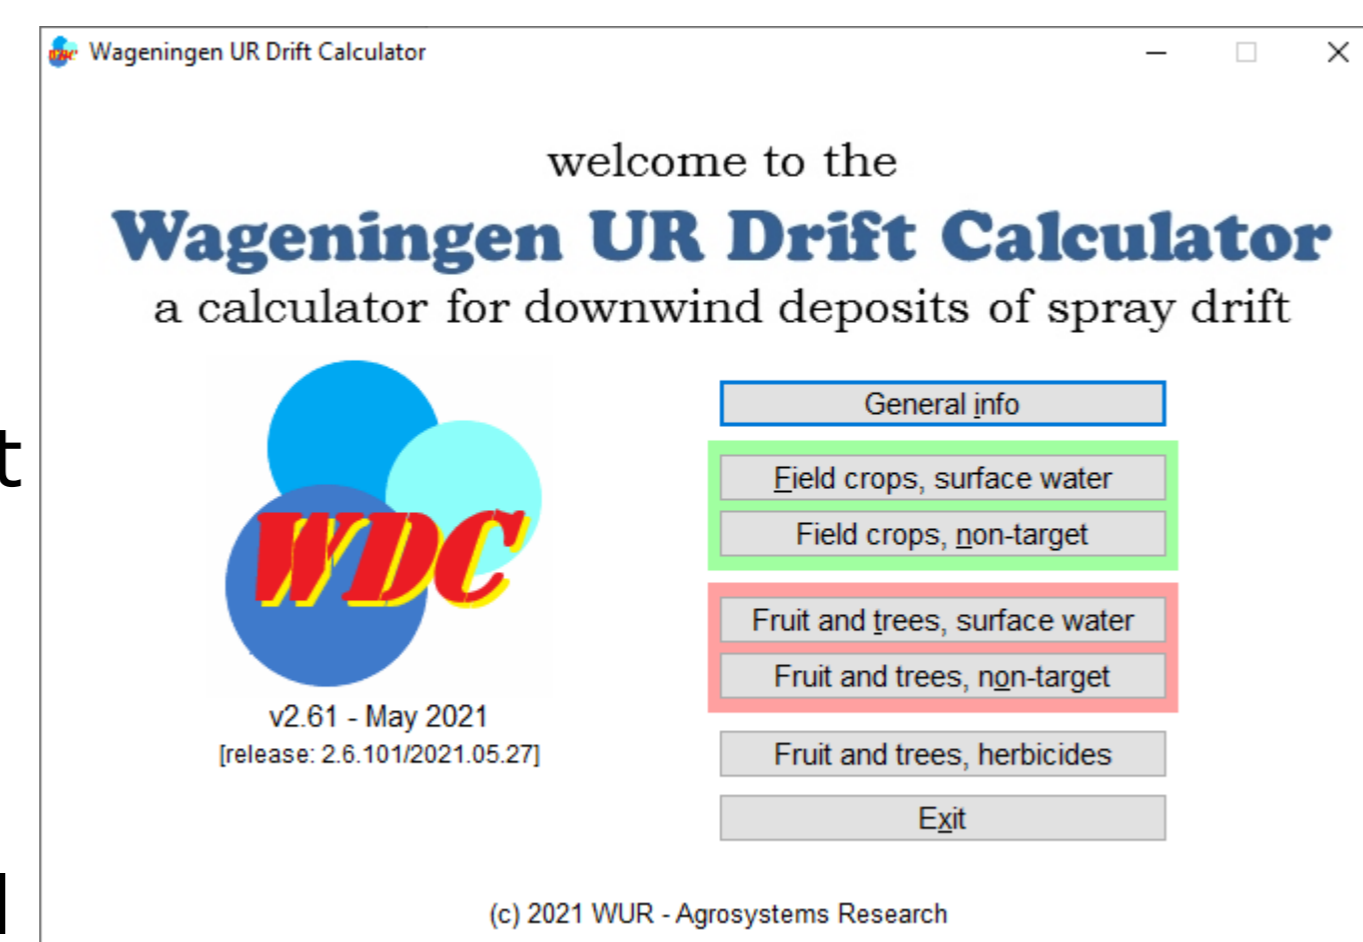 Wageningen UR Drift Calculator
welcome to the
Wageningen UR Drift Calculator
a calculator for downwind deposits of spray drift
WDC
v2.61 - May 2021
[release: 2.6.101/2021.05.27]
General info
Field crops, surface water
Field crops, non-target
Fruit and trees, surface water
Fruit and trees, non-target
Fruit and trees, herbicides
Exit
(c) 2021 WUR - Agrosystems Research
t